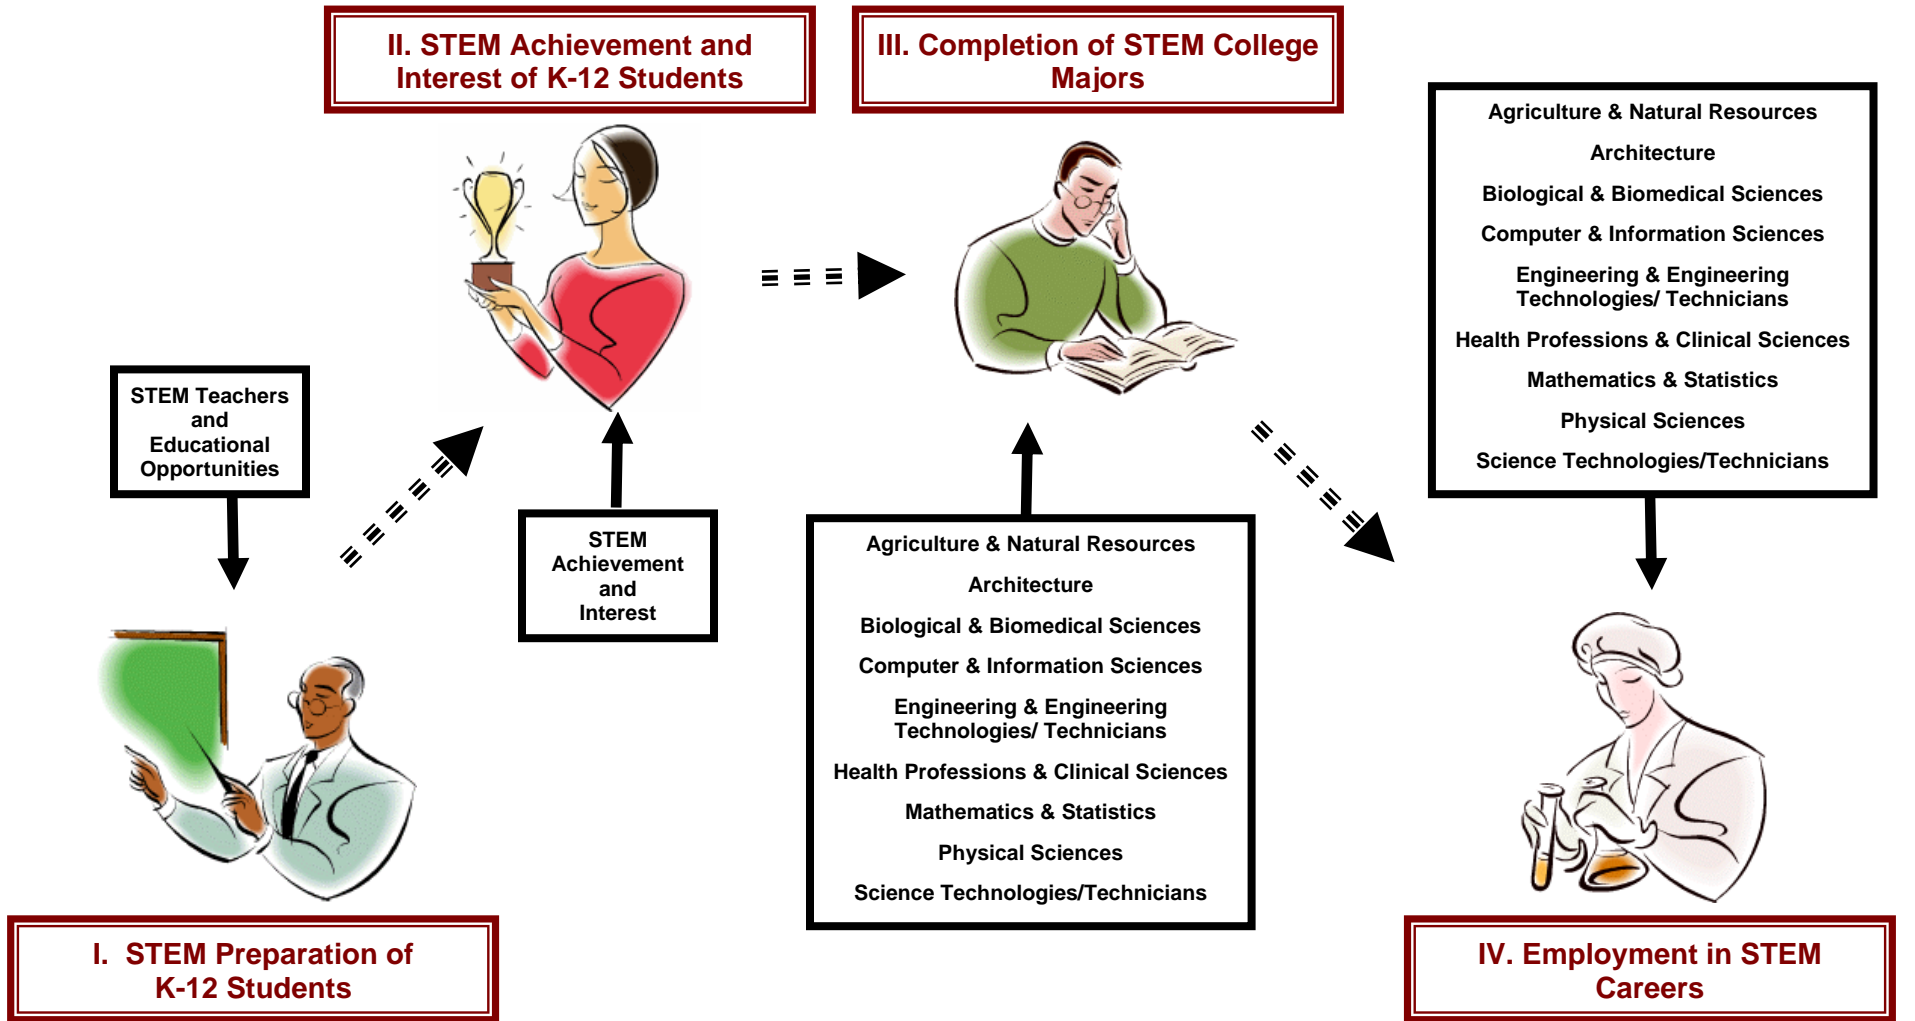 II. STEM Achievement and
Interest of K-12 Students
III. Completion of STEM College
Majors
Agriculture & Natural Resources
Architecture
Biological & Biomedical Sciences
Computer & Information Sciences
Engineering & Engineering
Technologies/ Technicians
Health Professions & Clinical Sciences
Mathematics & Statistics
Physical Sciences
Science Technologies/Technicians
STEM Teachers
and
Educational
Opportunities
STEM
Achievement
and
Interest
Agriculture & Natural Resources
Architecture
Biological & Biomedical Sciences
Computer & Information Sciences
Engineering & Engineering
Technologies/ Technicians
Health Professions & Clinical Sciences
Mathematics & Statistics
Physical Sciences
Science Technologies/Technicians
I. STEM Preparation of
K-12 Students
IV. Employment in STEM
Careers